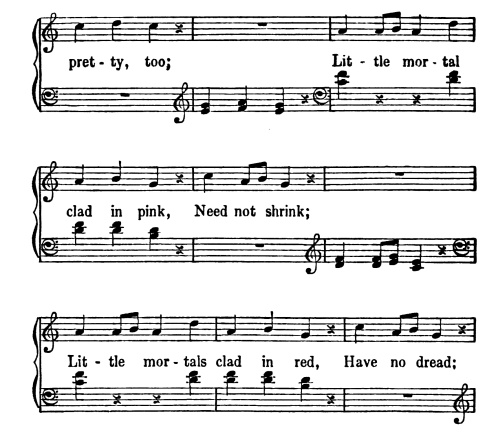 pret - ty, too; Lit - tle mor - tal
clad in pink, Need not shrink;
Lit - tle mor - tals clad in red, Have no dread;